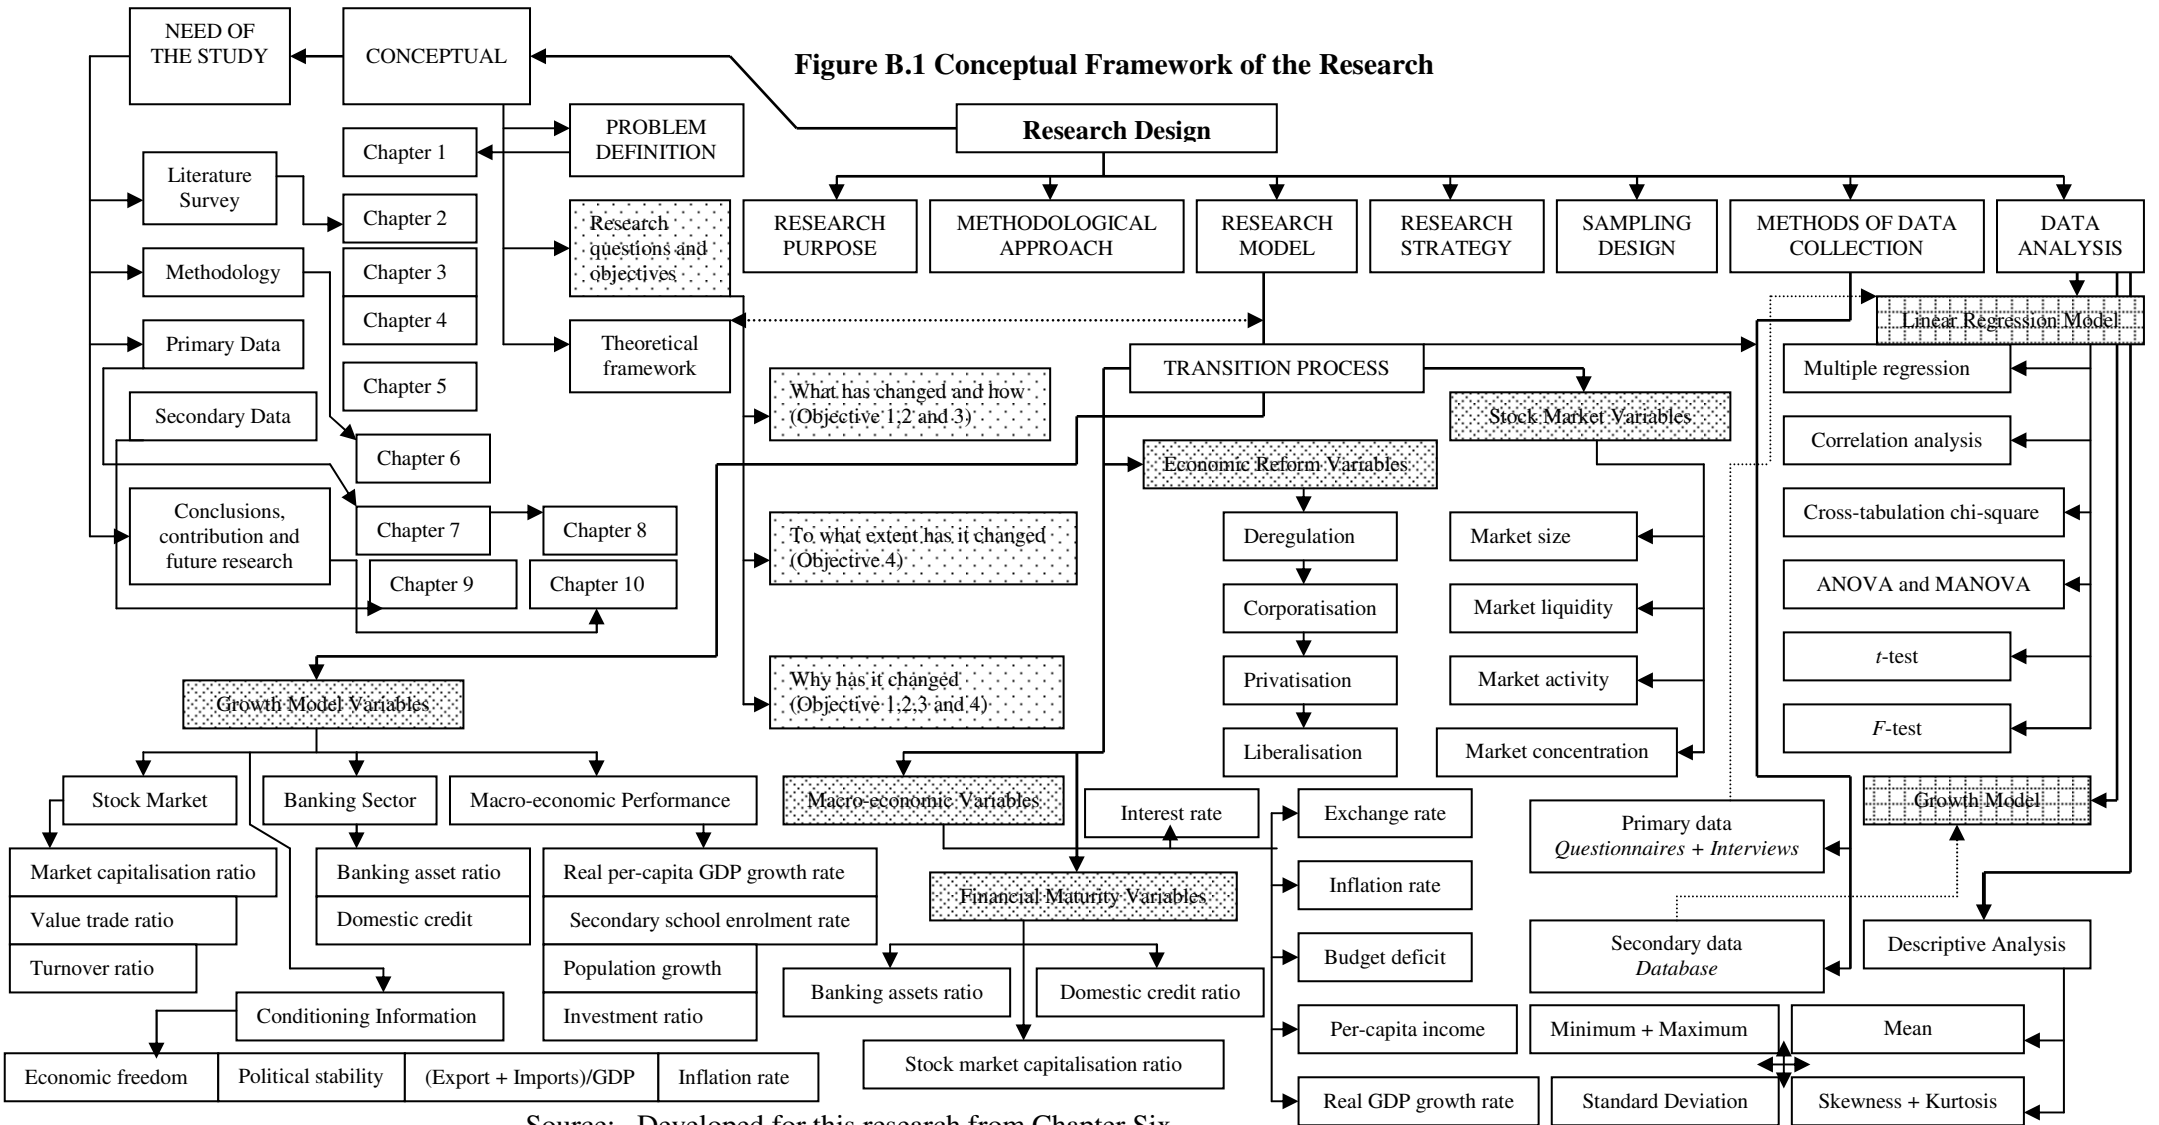 NEED OF
THE STUDY
CONCEPTUAL
Figure B.1 Conceptual Framework of the Research
Research Design
PROBLEM
DEFINITION
Chapter 1
Literature
Survey
Chapter 2
Research
questions and
objectives
RESEARCH
PURPOSE
METHODOLOGICAL
APPROACH
RESEARCH
MODEL
RESEARCH
STRATEGY
SAMPLING
DESIGN
METHODS OF DATA
COLLECTION
DATA
ANALYSIS
Methodology
Chapter 3
Chapter 4
Primary Data
Theoretical
framework
Chapter 5
Secondary Data
Chapter 6
Conclusions,
contribution and
future research
Chapter 7
Chapter 8
Chapter 9
Chapter 10
TRANSITION PROCESS
What has changed and how
(Objective 1,2 and 3)
To what extent has it changed
(Objective 4)
Why has it changed
(Objective 1,2,3 and 4)
Economic Reform Variables
Deregulation
Corporatisation
Privatisation
Liberalisation
Stock Market Variables
Market size
Market liquidity
Market activity
Market concentration
Linear Regression Model
Multiple regression
Correlation analysis
Cross-tabulation chi-square
ANOVA and MANOVA
t-test
F-test
Growth Model Variables
Stock Market
Banking Sector
Macro-economic Performance
Market capitalisation ratio
Value trade ratio
Turnover ratio
Banking asset ratio
Domestic credit
Real per-capita GDP growth rate
Secondary school enrolment rate
Population growth
Investment ratio
Conditioning Information
Economic freedom
Political stability
(Export + Imports)/GDP
Inflation rate
Macro-economic Variables
Interest rate
Exchange rate
Inflation rate
Budget deficit
Per-capita income
Real GDP growth rate
Financial Maturity Variables
Banking assets ratio
Domestic credit ratio
Stock market capitalisation ratio
Primary data
Questionnaires + Interviews
Secondary data
Database
Growth Model
Descriptive Analysis
Minimum + Maximum
Mean
Standard Deviation
Skewness + Kurtosis
Source: Developed for this research from Chapter Six